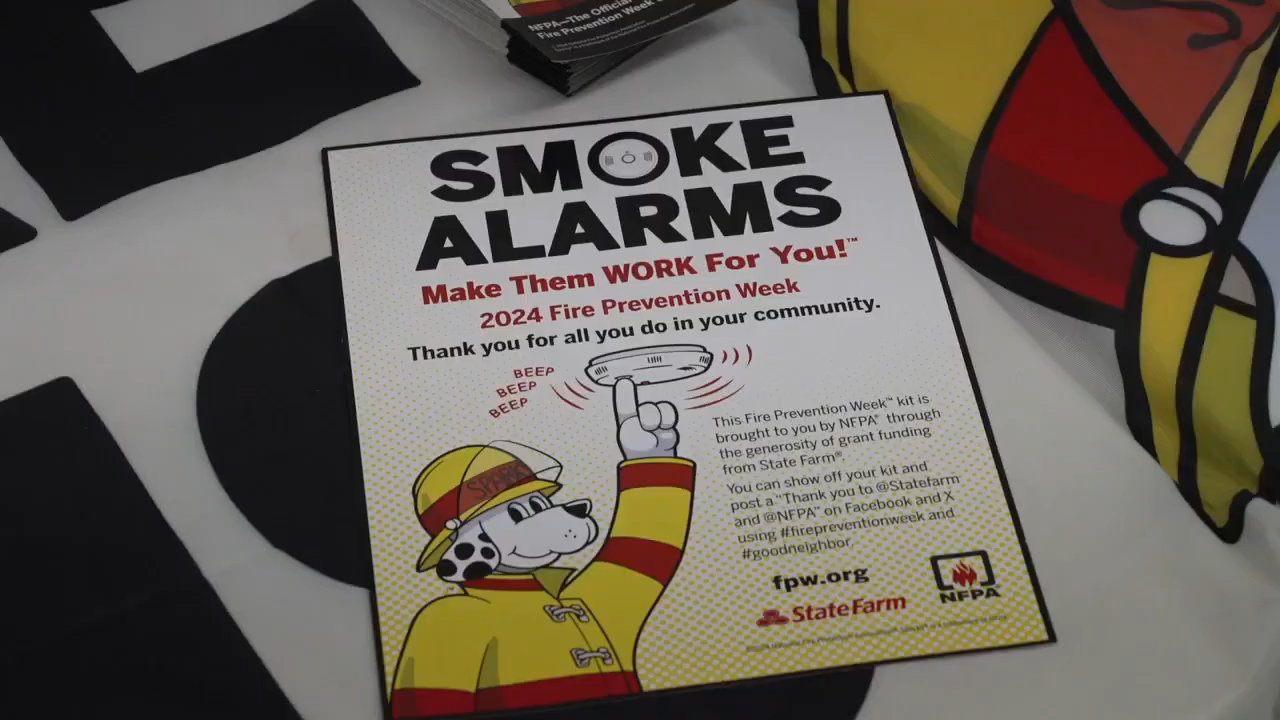 NFPA—The Official
Fire Prevention Week
SMOKE
ALARMS
Make Them WORK For You!™
2024 Fire Prevention Week
Thank you for all you do in your community.
BEEP
BEEP
BEEP
This Fire Prevention Week™ kit is
brought to you by NFPA® through
the generosity of grant funding
from State Farm®.
You can show off your kit and
post a "Thank you to @Statefarm
and @NFPA" on Facebook and X
using #firepreventionweek and
#goodneighbor.
SPARKY
fpw.org
StateFarm
NFPA